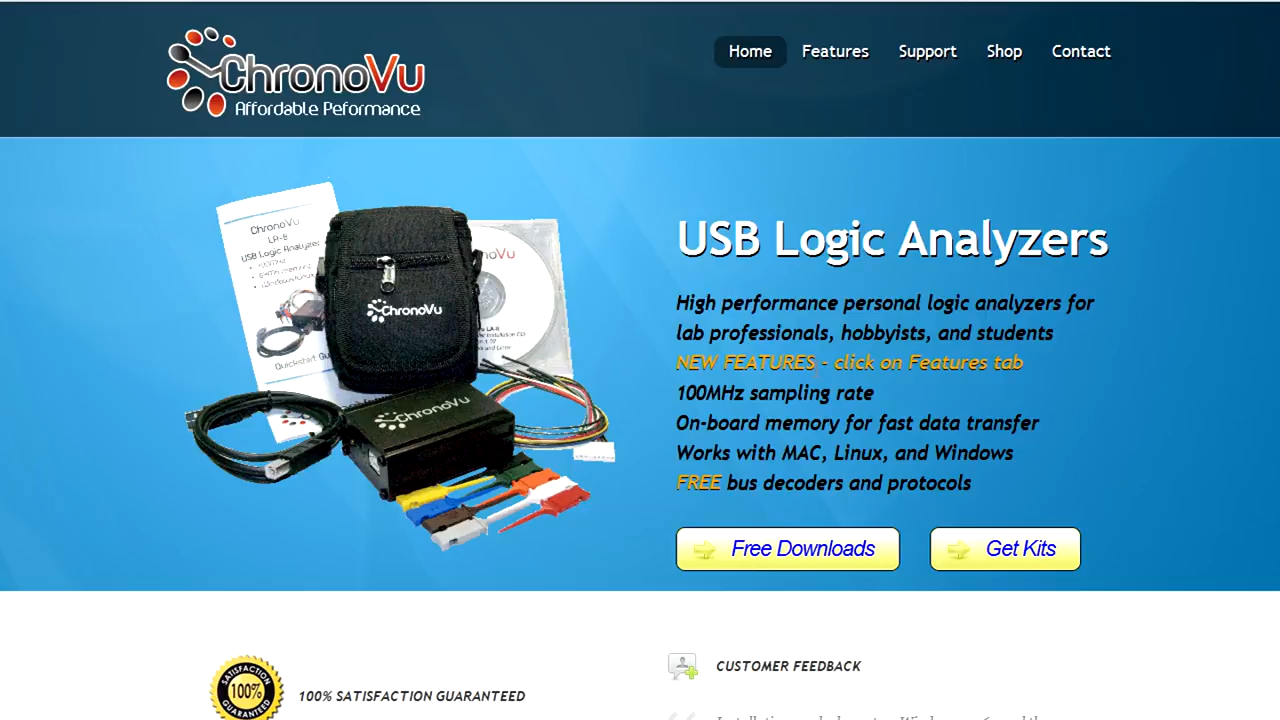 ChronoVu
Affordable Peformance
Home
Features
Support
Shop
Contact
ChronoVu
LA-8
USB Logic Analyzer
Quickstart
ChronoVu
ChronoVu
USB Logic Analyzers
High performance personal logic analyzers for
lab professionals, hobbyists, and students
NEW FEATURES - click on Features tab
100MHz sampling rate
On-board memory for fast data transfer
Works with MAC, Linux, and Windows
FREE bus decoders and protocols
Free Downloads
Get Kits
SATISFACTION
100%
GUARANTEED
100% SATISFACTION GUARANTEED
CUSTOMER FEEDBACK